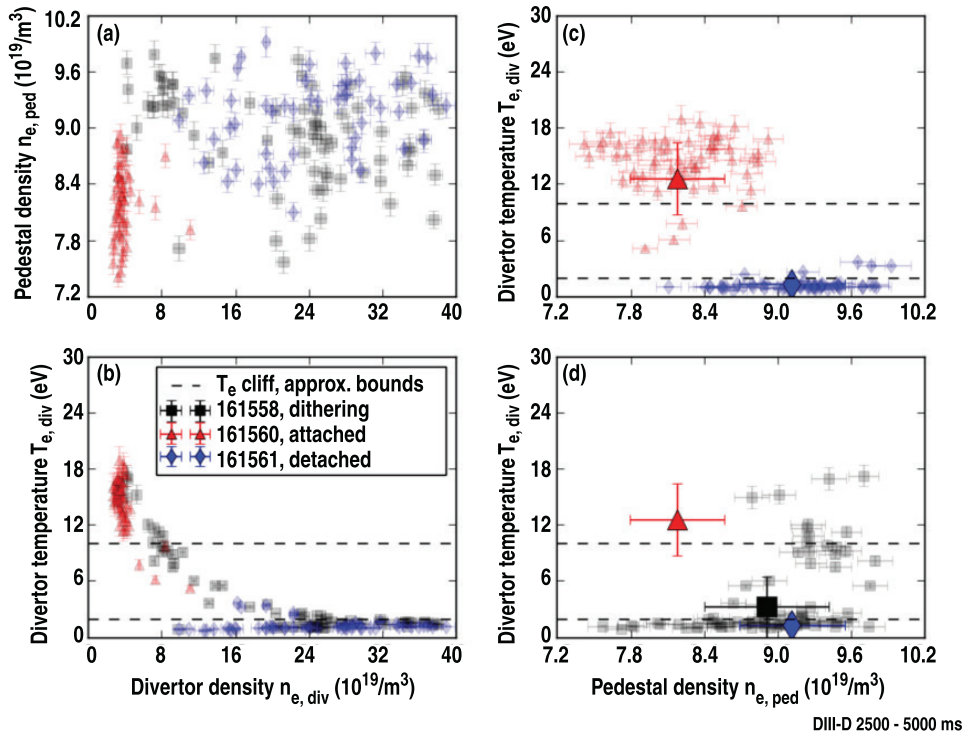 (a)
Pedestal density n_e, ped (10^19/m^3)
10.2
9.6
9.0
8.4
7.8
7.2
0 8 16 24 32 40
(c)
Divertor temperature T_e, div (eV)
30
24
18
12
6
0
7.2 7.8 8.4 9.0 9.6 10.2
(b)
Divertor temperature T_e, div (eV)
30
24
18
12
6
0
T_e cliff, approx. bounds
161558, dithering
161560, attached
161561, detached
0 8 16 24 32 40
Divertor density n_e, div (10^19/m^3)
(d)
Divertor temperature T_e, div (eV)
30
24
18
12
6
0
7.2 7.8 8.4 9.0 9.6 10.2
Pedestal density n_e, ped (10^19/m^3)
DIII-D 2500 - 5000 ms